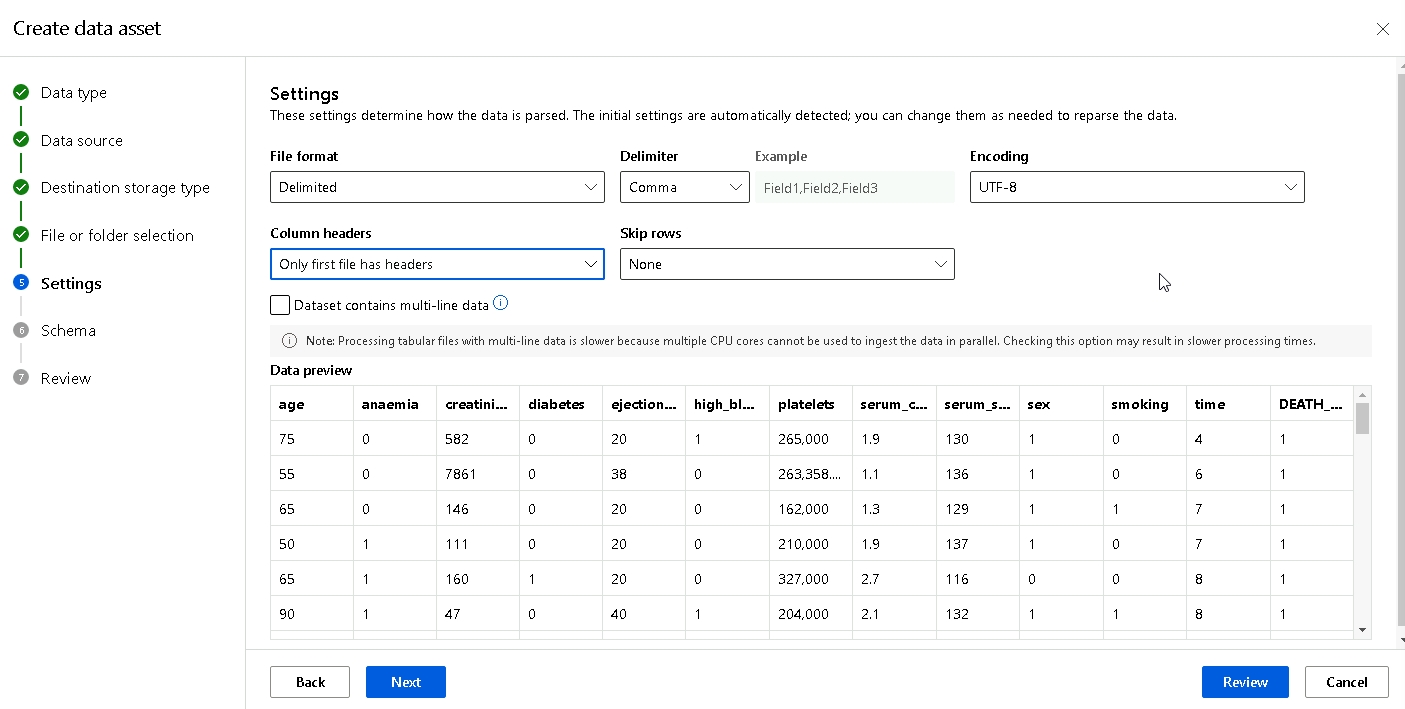 Create data asset
Data type
Data source
Destination storage type
File or folder selection
5 Settings
6 Schema
7 Review
Settings
These settings determine how the data is parsed. The initial settings are automatically detected; you can change them as needed to reparse the data.
File format Delimiter Example Encoding
Delimited Comma Field1,Field2,Field3 UTF-8
Column headers Skip rows
Only first file has headers None
Dataset contains multi-line data
Note: Processing tabular files with multi-line data is slower because multiple CPU cores cannot be used to ingest the data in parallel. Checking this option may result in slower processing times.
Data preview
age anaemia creatini... diabetes ejection... high_bl... platelets serum_c... serum_s... sex smoking time DEATH_...
75 0 582 0 20 1 265,000 1.9 130 1 0 4 1
55 0 7861 0 38 0 263,358.... 1.1 136 1 0 6 1
65 0 146 0 20 0 162,000 1.3 129 1 1 7 1
50 1 111 0 20 0 210,000 1.9 137 1 0 7 1
65 1 160 1 20 0 327,000 2.7 116 0 0 8 1
90 1 47 0 40 1 204,000 2.1 132 1 1 8 1
Back Next Review Cancel